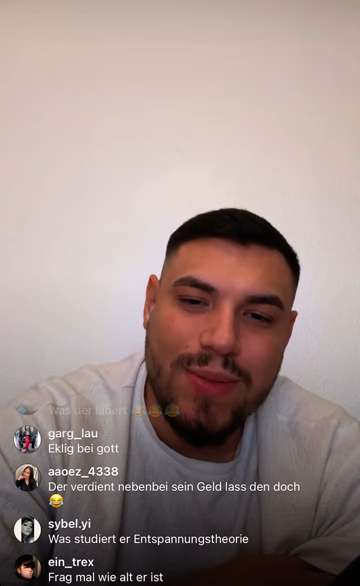 Was der labert 😂😂😂
garg_lau
Eklig bei gott
aaoez_4338
Der verdient nebenbei sein Geld lass den doch
😂
sybel.yi
Was studiert er Entspannungstheorie
ein_trex
Frag mal wie alt er ist